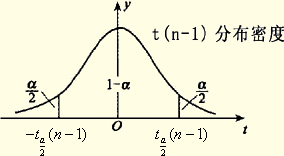 y
t(n-1) 分布密度
α/2
1-α
α/2
-t_{α/2}(n-1)
O
t_{α/2}(n-1)
t